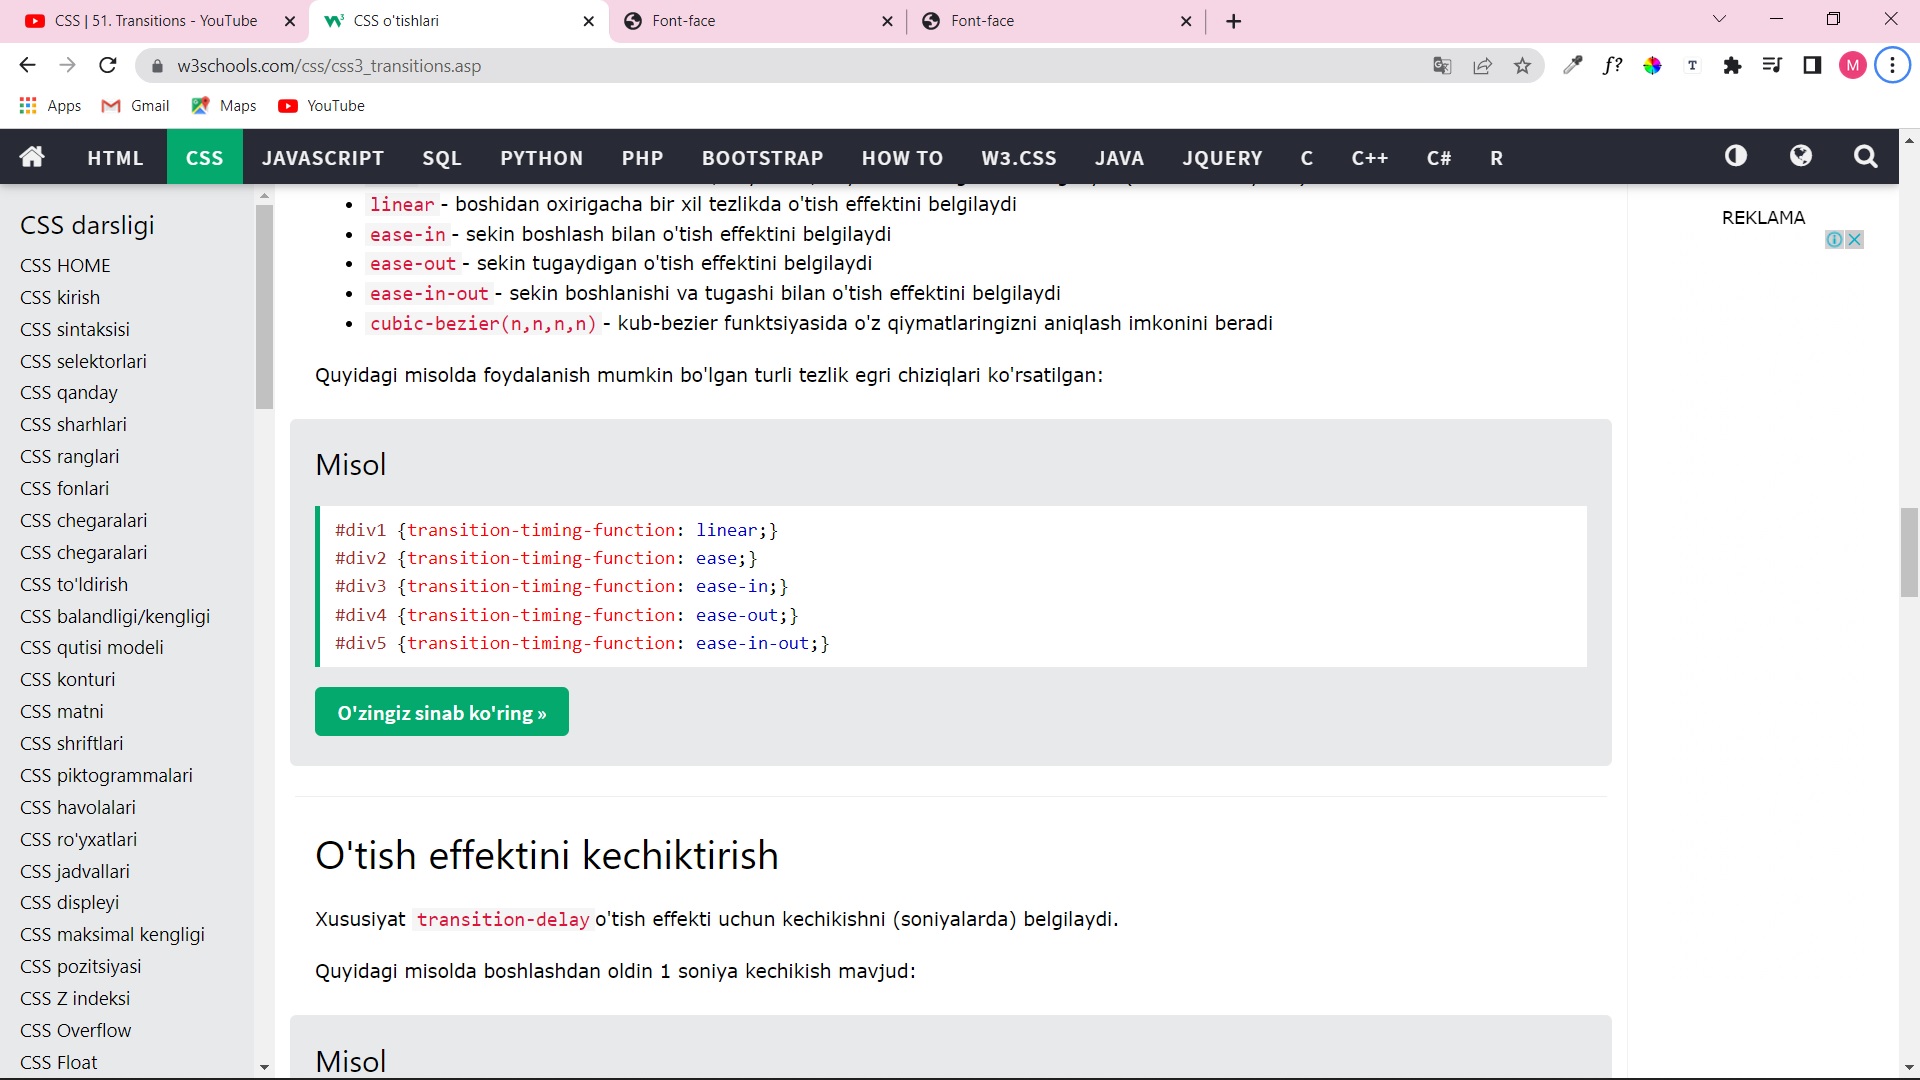 CSS | 51. Transitions - YouTube
CSS o'tishlari
Font-face
Font-face
w3schools.com/css/css3_transitions.asp
f?
T
M
Apps
Gmail
Maps
YouTube
HTML
CSS
JAVASCRIPT
SQL
PYTHON
PHP
BOOTSTRAP
HOW TO
W3.CSS
JAVA
JQUERY
C
C++
C#
R
CSS darsligi
CSS HOME
CSS kirish
CSS sintaksisi
CSS selektorlari
CSS qanday
CSS sharhlari
CSS ranglari
CSS fonlari
CSS chegaralari
CSS chegaralari
CSS to'ldirish
CSS balandligi/kengligi
CSS qutisi modeli
CSS konturi
CSS matni
CSS shriftlari
CSS piktogrammalari
CSS havolalari
CSS ro'yxatlari
CSS jadvallari
CSS displeyi
CSS maksimal kengligi
CSS pozitsiyasi
CSS Z indeksi
CSS Overflow
CSS Float
linear - boshidan oxirigacha bir xil tezlikda o'tish effektini belgilaydi
ease-in - sekin boshlash bilan o'tish effektini belgilaydi
ease-out - sekin tugaydigan o'tish effektini belgilaydi
ease-in-out - sekin boshlanishi va tugashi bilan o'tish effektini belgilaydi
cubic-bezier(n,n,n,n) - kub-bezier funktsiyasida o'z qiymatlaringizni aniqlash imkonini beradi
Quyidagi misolda foydalanish mumkin bo'lgan turli tezlik egri chiziqlari ko'rsatilgan:
Misol
#div1 {transition-timing-function: linear;}
#div2 {transition-timing-function: ease;}
#div3 {transition-timing-function: ease-in;}
#div4 {transition-timing-function: ease-out;}
#div5 {transition-timing-function: ease-in-out;}
O'zingiz sinab ko'ring »
O'tish effektini kechiktirish
Xususiyat transition-delay o'tish effekti uchun kechikishni (soniyalarda) belgilaydi.
Quyidagi misolda boshlashdan oldin 1 soniya kechikish mavjud:
Misol
REKLAMA